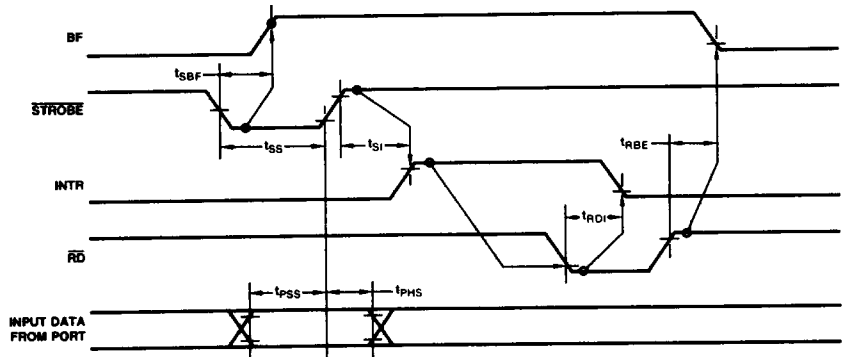 BF
tSBF
STROBE
tSS
tSI
tRBE
INTR
tRDI
RD
tPSS
tPHS
INPUT DATA
FROM PORT